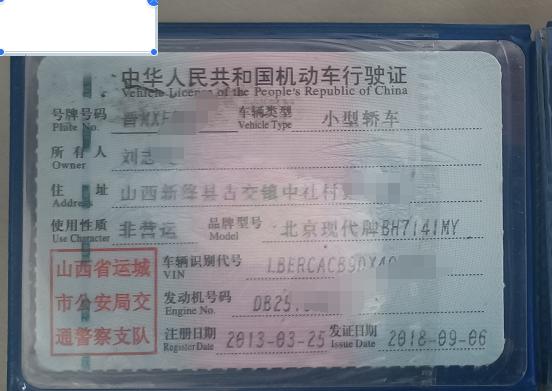 中华人民共和国机动车行驶证
Vehicle License of the People's Republic of China
号牌号码 车辆类型 小型轿车
Plate No. Vehicle Type
所有人 刘志
Owner
住址 山西新绛县古交镇中社村
Address
使用性质 非营运 品牌型号 北京现代牌BH7141MY
Use Character Model
山西省运城
市公安局交
通警察支队
车辆识别代号 LBERCACB9DX40
VIN
发动机号码 DB25
Engine No.
注册日期 2013-03-25 发证日期 2018-09-06
Register Date Issue Date